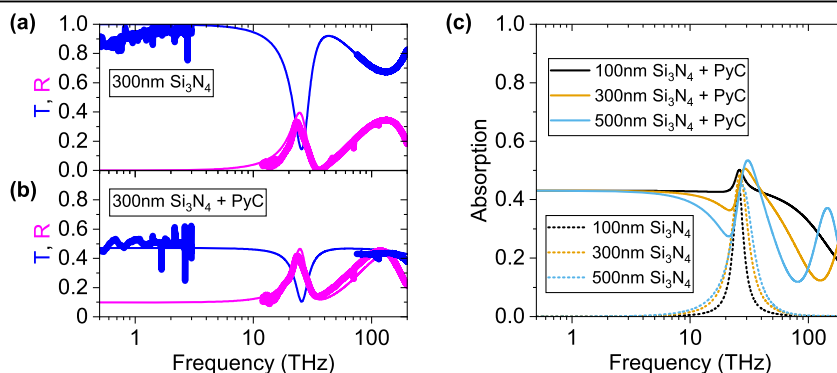 (a)
1.0
0.8
0.6
0.4
0.2
0.0
T, R
300nm Si₃N₄
(b)
0.8
0.6
0.4
0.2
0
T, R
300nm Si₃N₄ + PyC
1
10
100
Frequency (THz)
(c)
1.0
0.8
0.6
0.4
0.2
0.0
Absorption
100nm Si₃N₄ + PyC
300nm Si₃N₄ + PyC
500nm Si₃N₄ + PyC
100nm Si₃N₄
300nm Si₃N₄
500nm Si₃N₄
1
10
100
Frequency (THz)